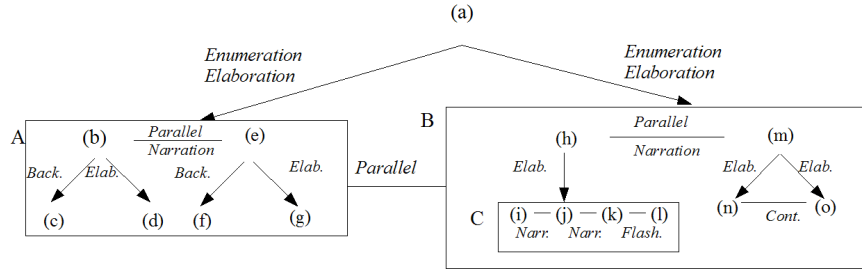 (a)
Enumeration
Elaboration
Enumeration
Elaboration
A
(b)
Parallel
Narration
(e)
Back.
Elab.
Back.
Elab.
(c)
(d)
(f)
(g)
Parallel
B
(h)
Parallel
Narration
(m)
Elab.
Elab.
Elab.
C
(i) (j) (k) (l)
Narr. Narr. Flash.
(n)
Cont.
(o)